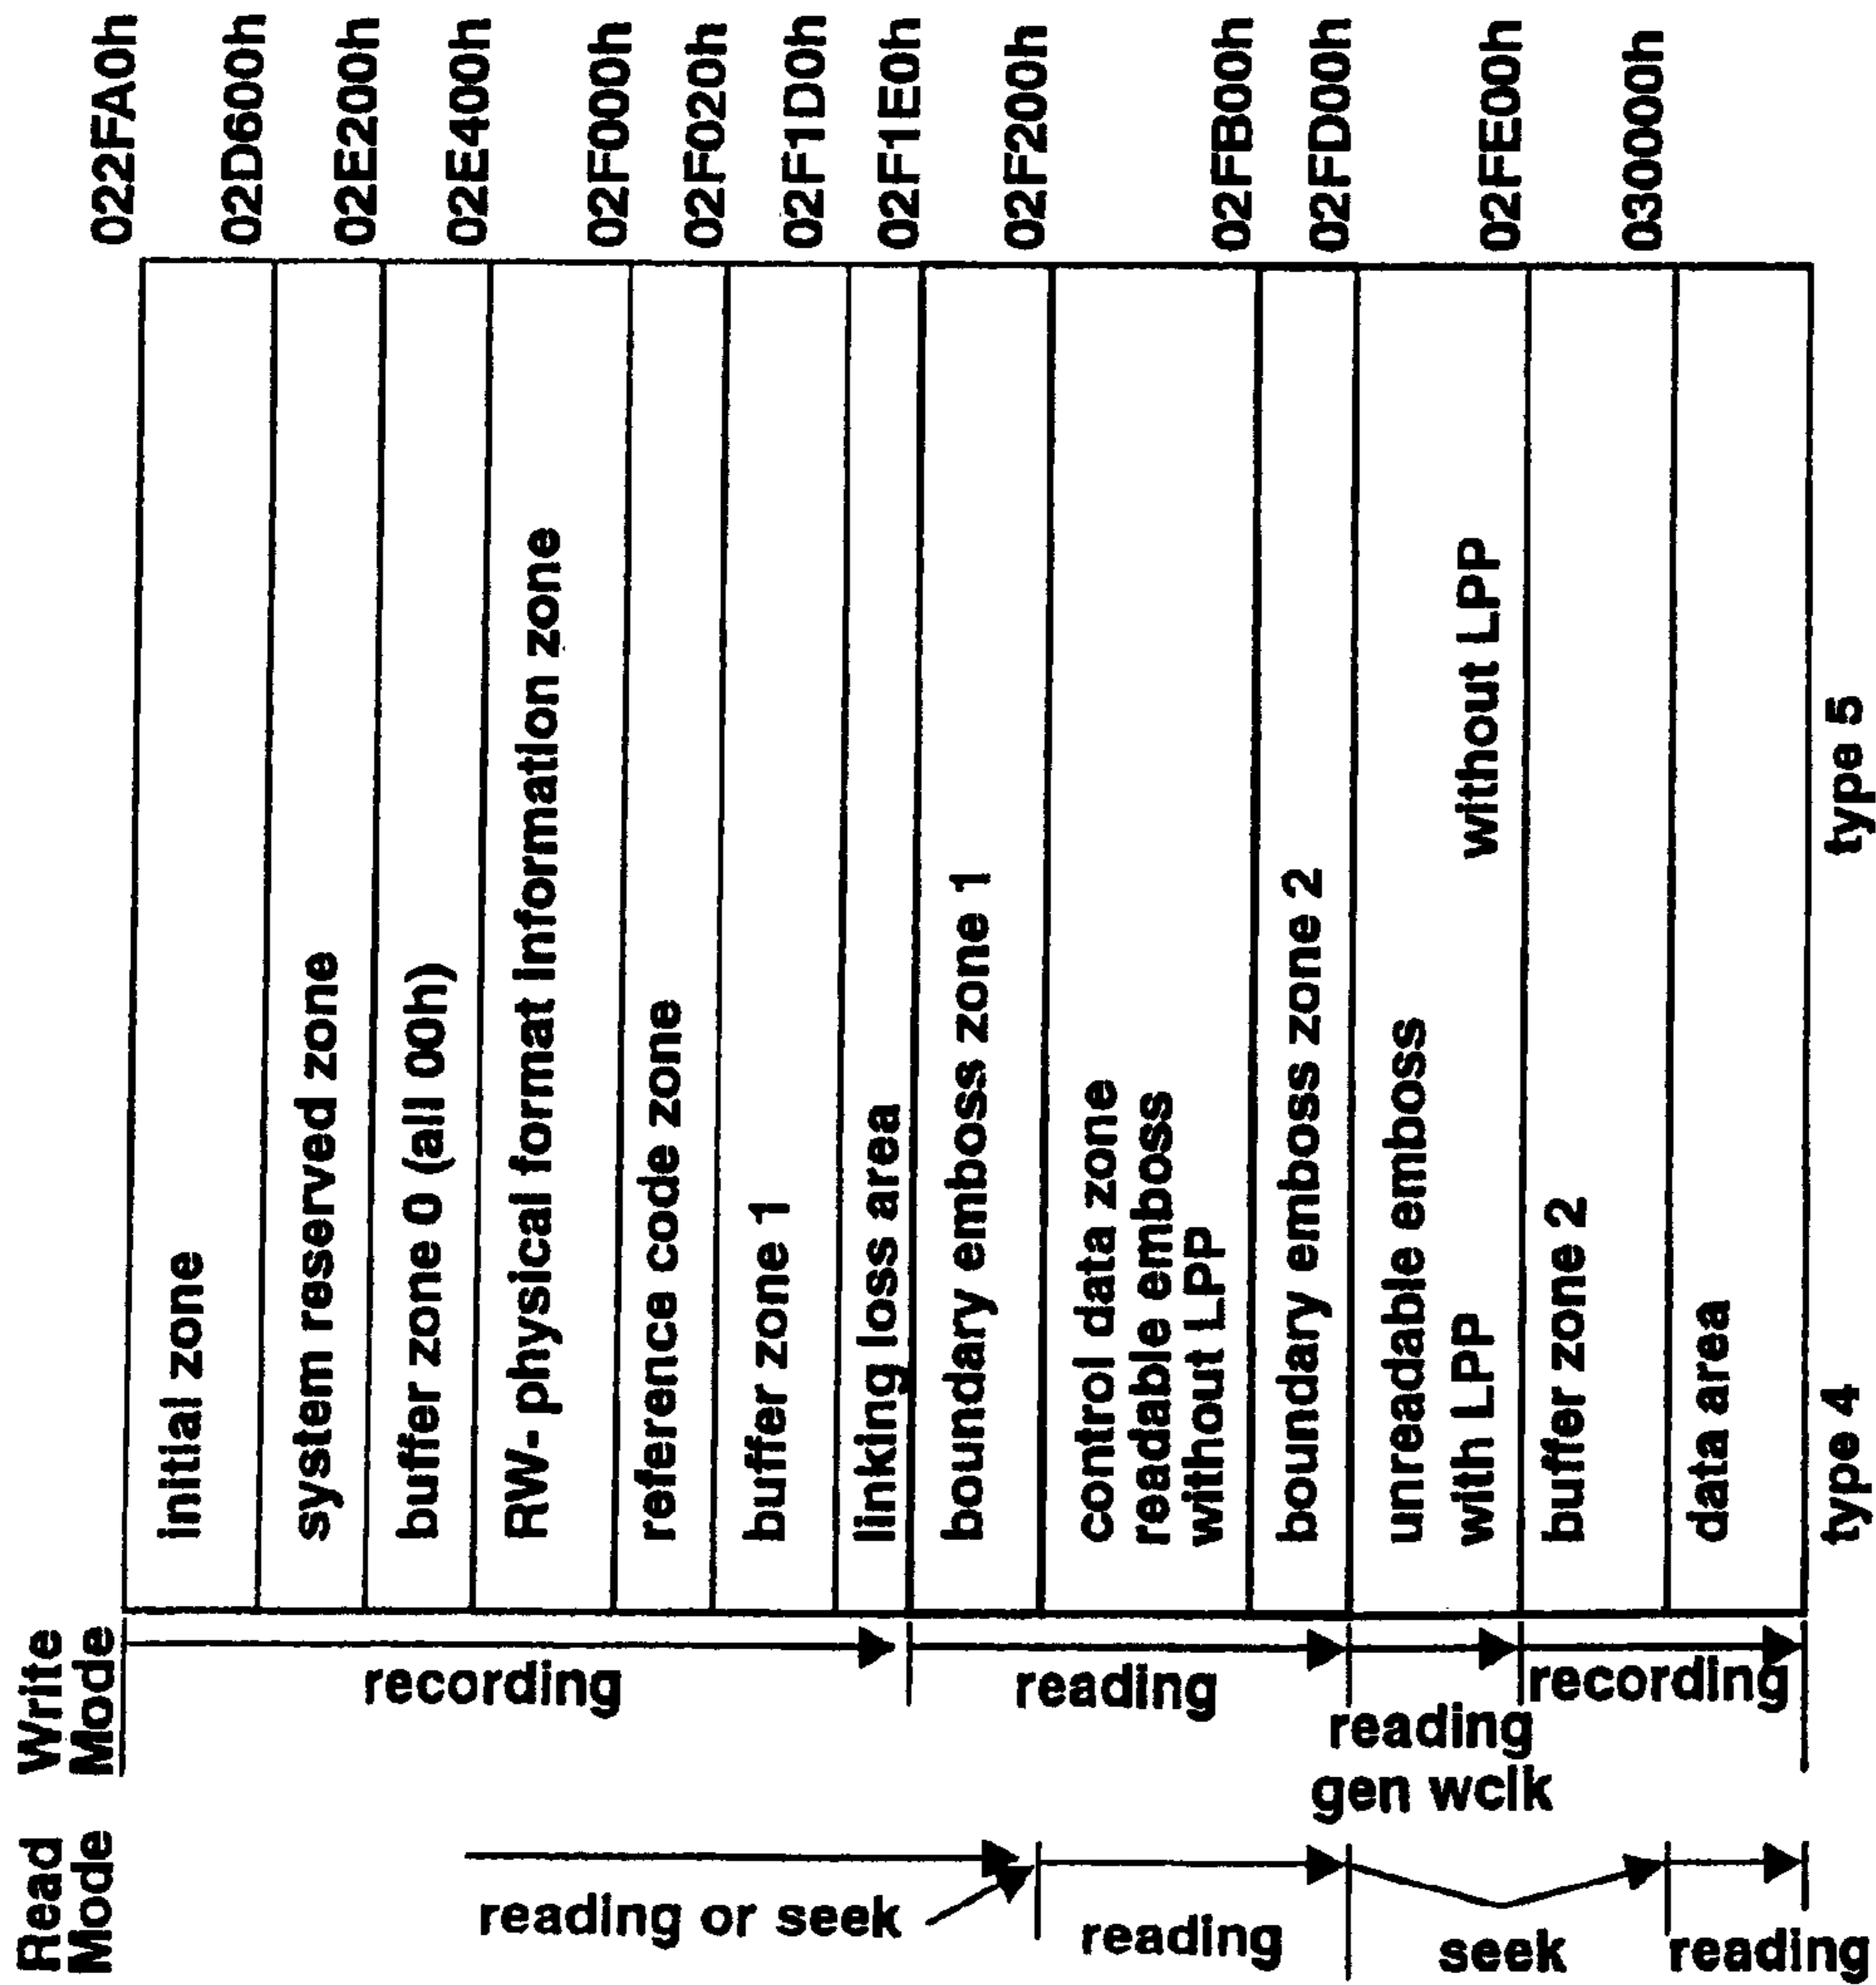 022FA0h
02D600h
02E200h
02E400h
02F000h
02F020h
02F1D0h
02F1E0h
02F200h
02FB00h
02FD00h
02FE00h
030000h
initial zone
system reserved zone
buffer zone 0 (all 00h)
RW- physical format information zone
reference code zone
buffer zone 1
linking loss area
boundary emboss zone 1
control data zone
readable emboss
without LPP
boundary emboss zone 2
unreadable emboss
with LPP without LPP
buffer zone 2
data area
type 4 type 5
Write
Mode
recording
reading
reading
gen wclk
recording
Read
Mode
reading or seek
reading
seek
reading